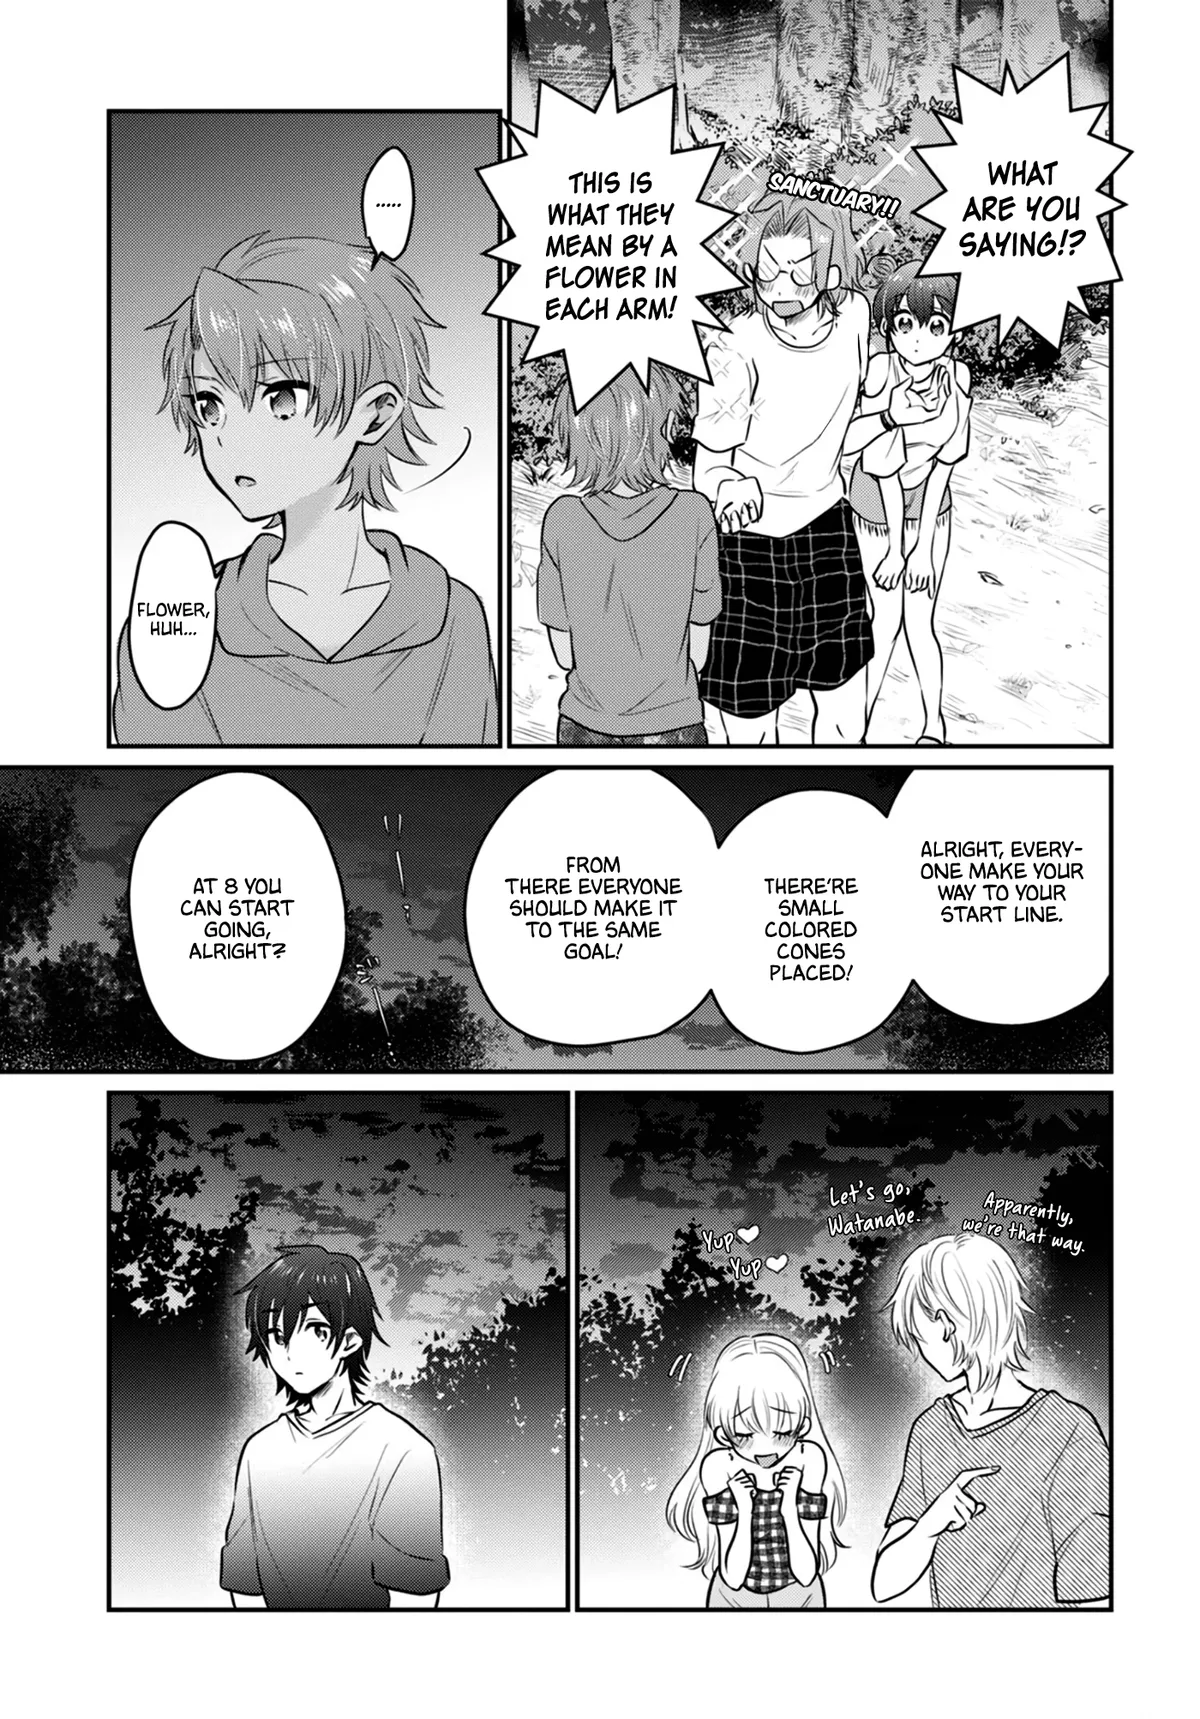 WHAT
ARE YOU
SAYING!?
SANCTUARY!!
THIS IS
WHAT THEY
MEAN BY A
FLOWER IN
EACH ARM!
.....
FLOWER,
HUH...
ALRIGHT, EVERY-
ONE MAKE YOUR
WAY TO YOUR
START LINE.
THERE'RE
SMALL
COLORED
CONES
PLACED!
FROM
THERE EVERYONE
SHOULD MAKE IT
TO THE SAME
GOAL!
AT 8 YOU
CAN START
GOING,
ALRIGHT?
Apparently,
we're that way.
Let's go,
Watanabe.
Yup♥
Yup♥